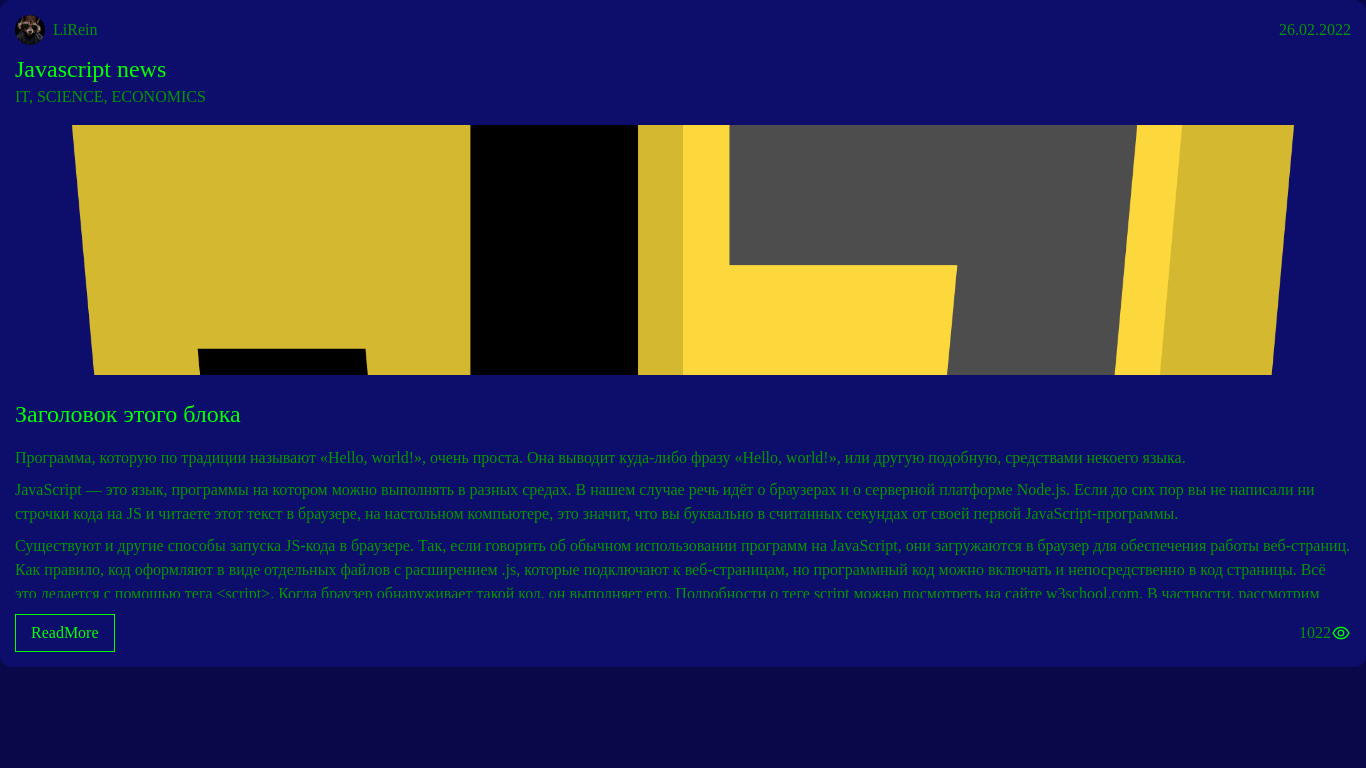 LiRein
26.02.2022
Javascript news
IT, SCIENCE, ECONOMICS
Заголовок этого блока
Программа, которую по традиции называют «Hello, world!», очень проста. Она выводит куда-либо фразу «Hello, world!», или другую подобную, средствами некоего языка.
JavaScript — это язык, программы на котором можно выполнять в разных средах. В нашем случае речь идёт о браузерах и о серверной платформе Node.js. Если до сих пор вы не написали ни
строчки кода на JS и читаете этот текст в браузере, на настольном компьютере, это значит, что вы буквально в считанных секундах от своей первой JavaScript-программы.
Существуют и другие способы запуска JS-кода в браузере. Так, если говорить об обычном использовании программ на JavaScript, они загружаются в браузер для обеспечения работы веб-страниц.
Как правило, код оформляют в виде отдельных файлов с расширением .js, которые подключают к веб-страницам, но программный код можно включать и непосредственно в код страницы. Всё
это делается с помощью тега <script>. Когда браузер обнаруживает такой код, он выполняет его. Подробности о теге script можно посмотреть на сайте w3school.com. В частности, рассмотрим
ReadMore
1022